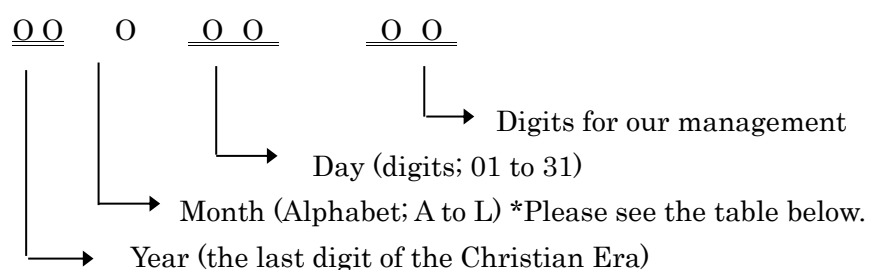 O O O O O O O
Digits for our management
Day (digits; 01 to 31)
Month (Alphabet; A to L) *Please see the table below.
Year (the last digit of the Christian Era)